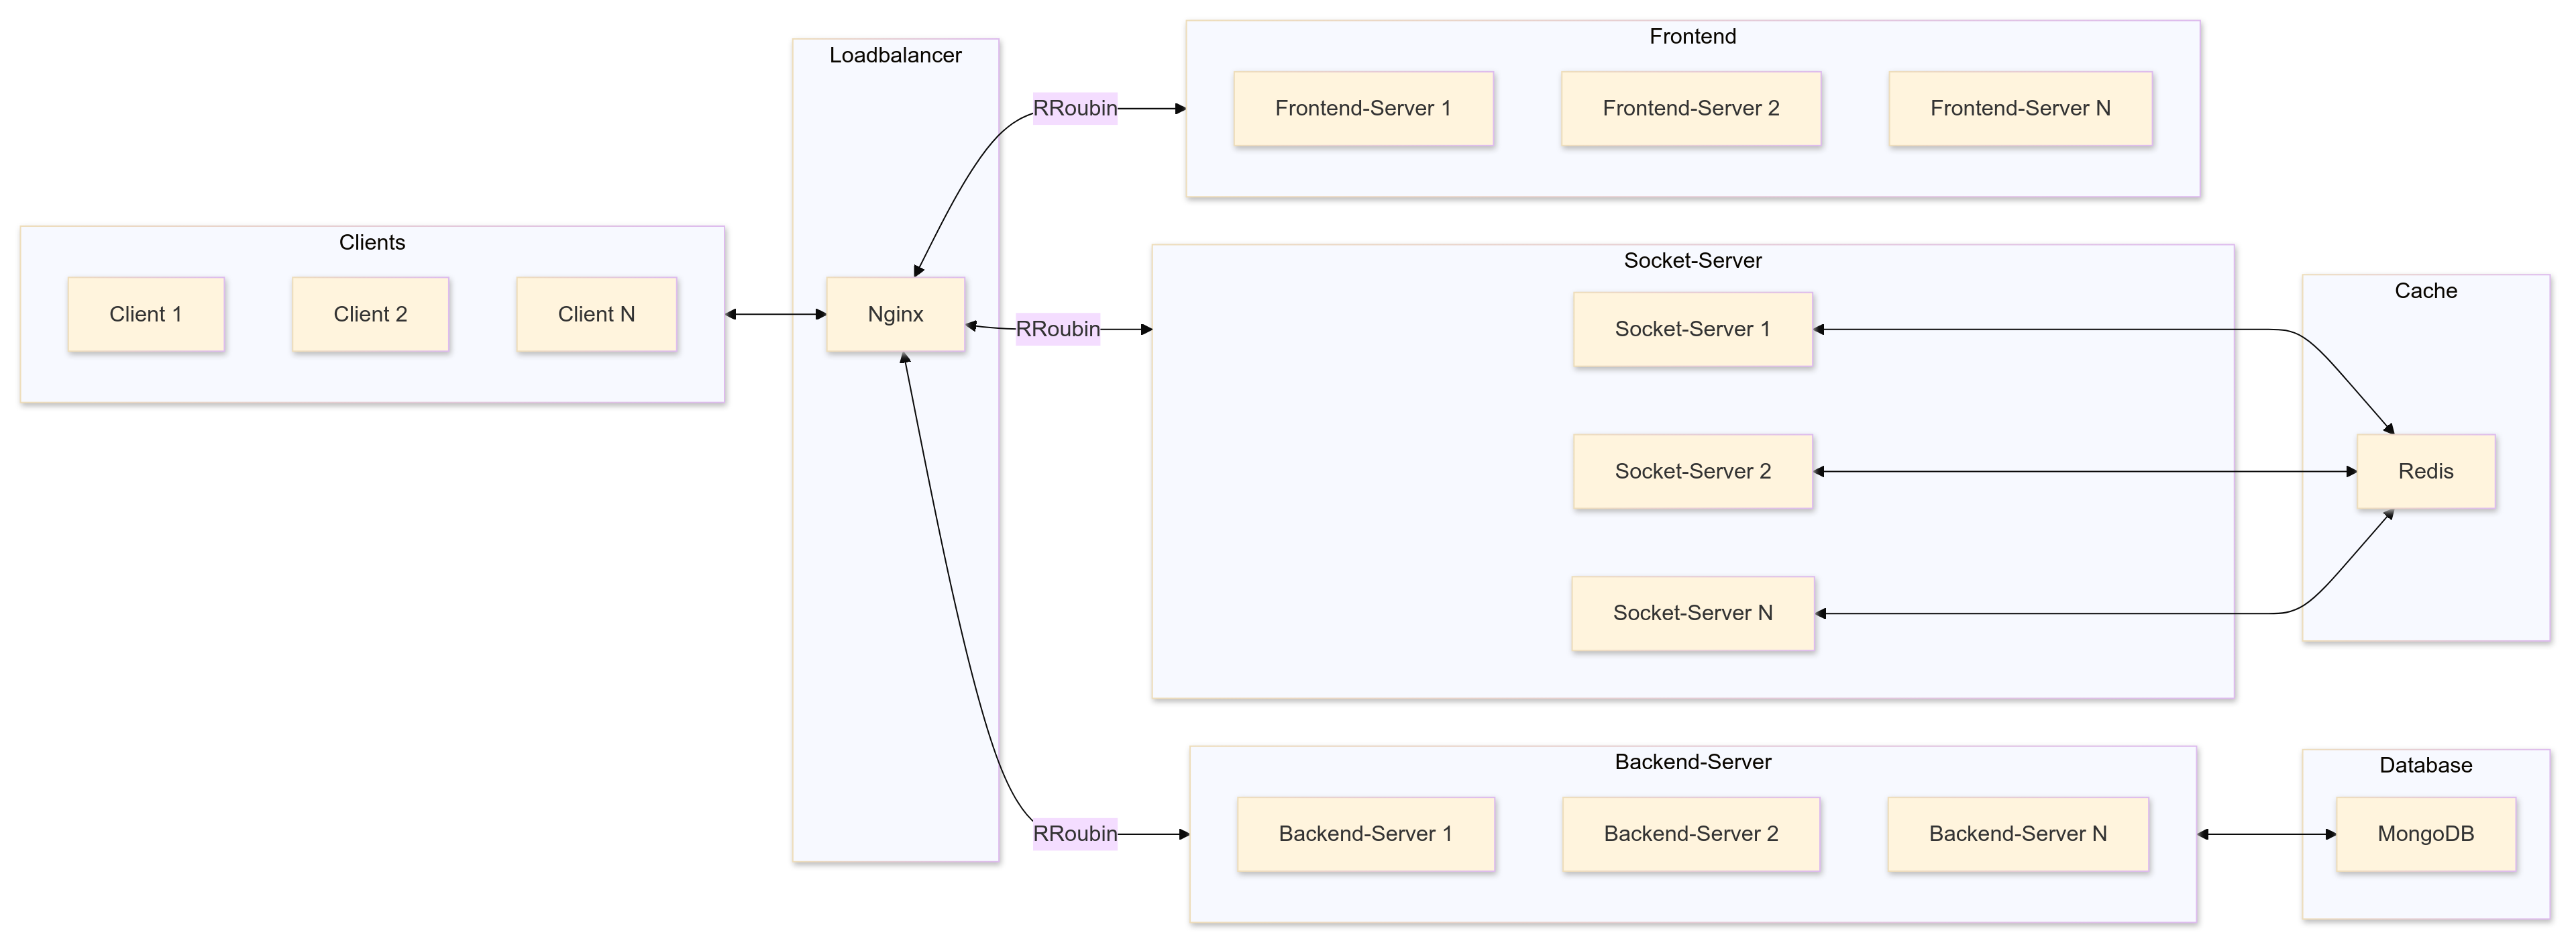 Clients
Client 1
Client 2
Client N
Loadbalancer
Nginx
RRoubin
RRoubin
RRoubin
Frontend
Frontend-Server 1
Frontend-Server 2
Frontend-Server N
Socket-Server
Socket-Server 1
Socket-Server 2
Socket-Server N
Cache
Redis
Backend-Server
Backend-Server 1
Backend-Server 2
Backend-Server N
Database
MongoDB